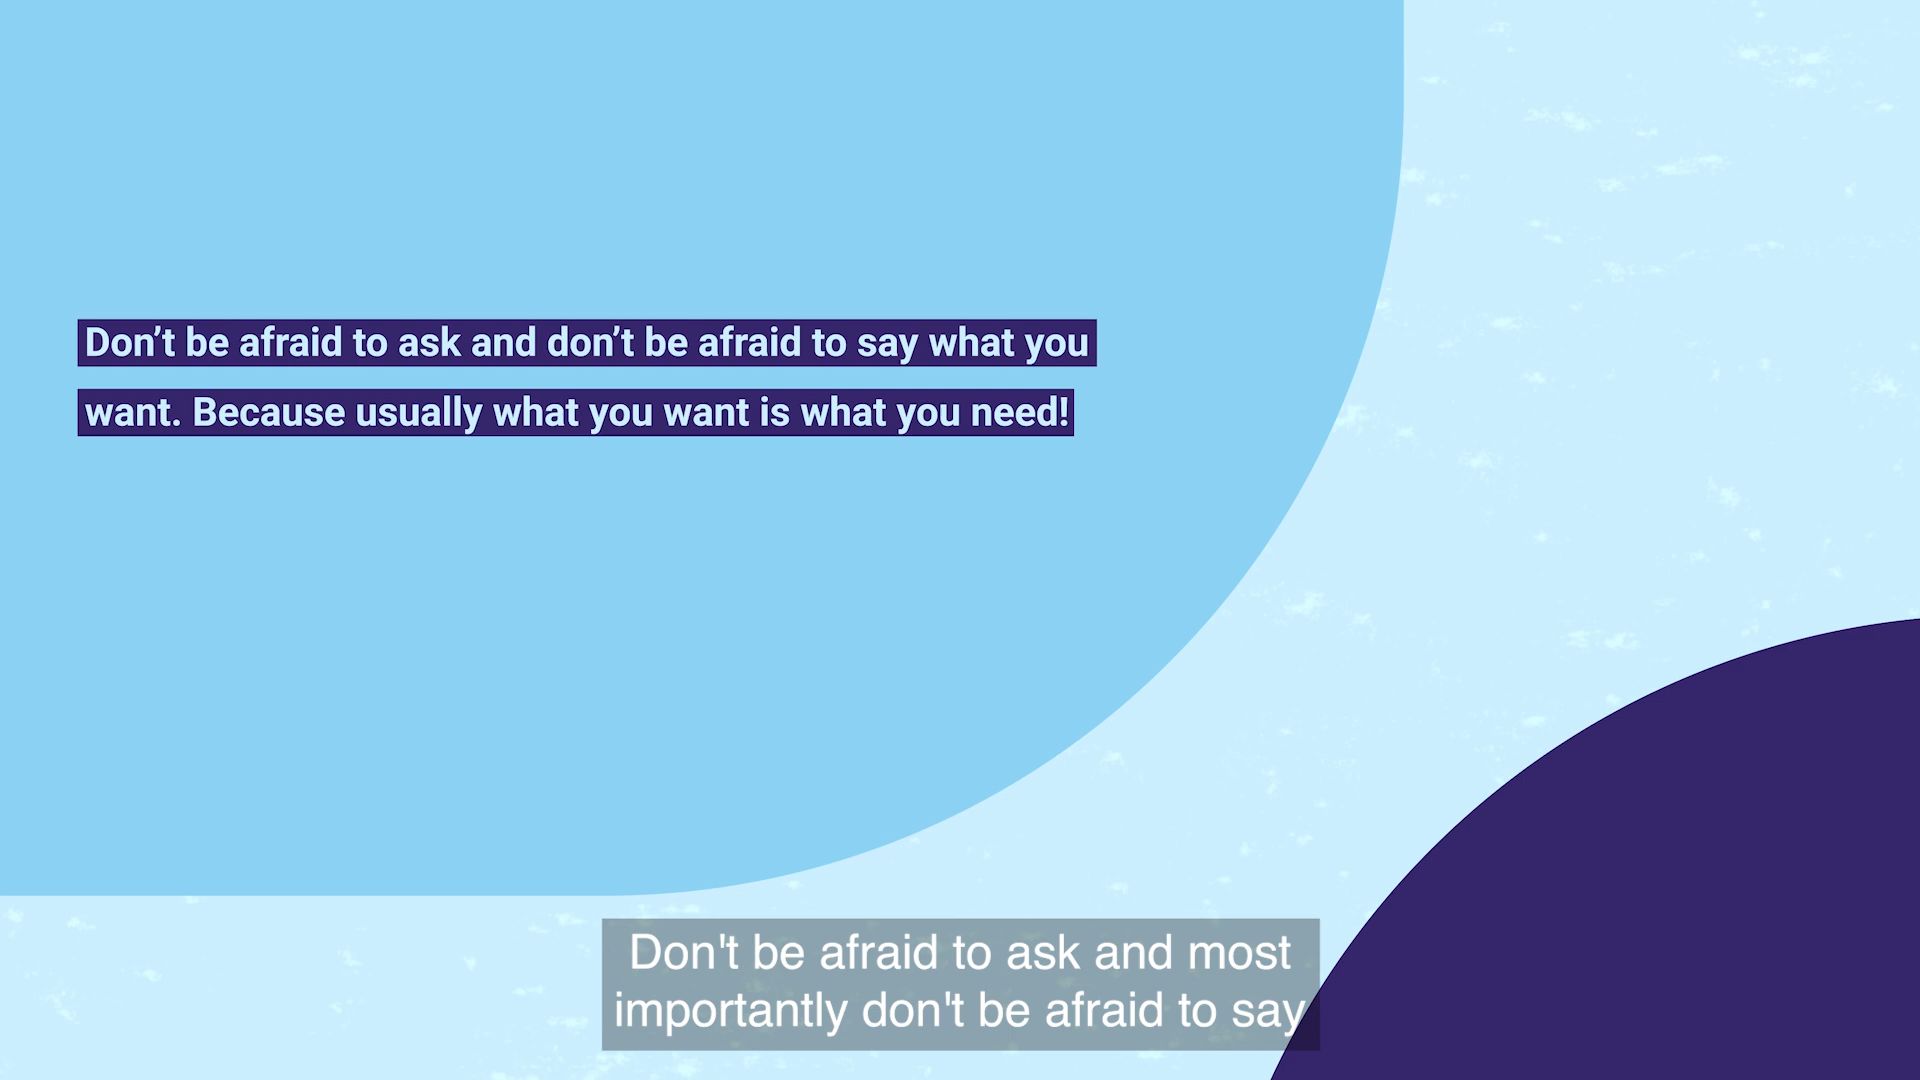 Don’t be afraid to ask and don’t be afraid to say what you
want. Because usually what you want is what you need!
Don't be afraid to ask and most
importantly don't be afraid to say